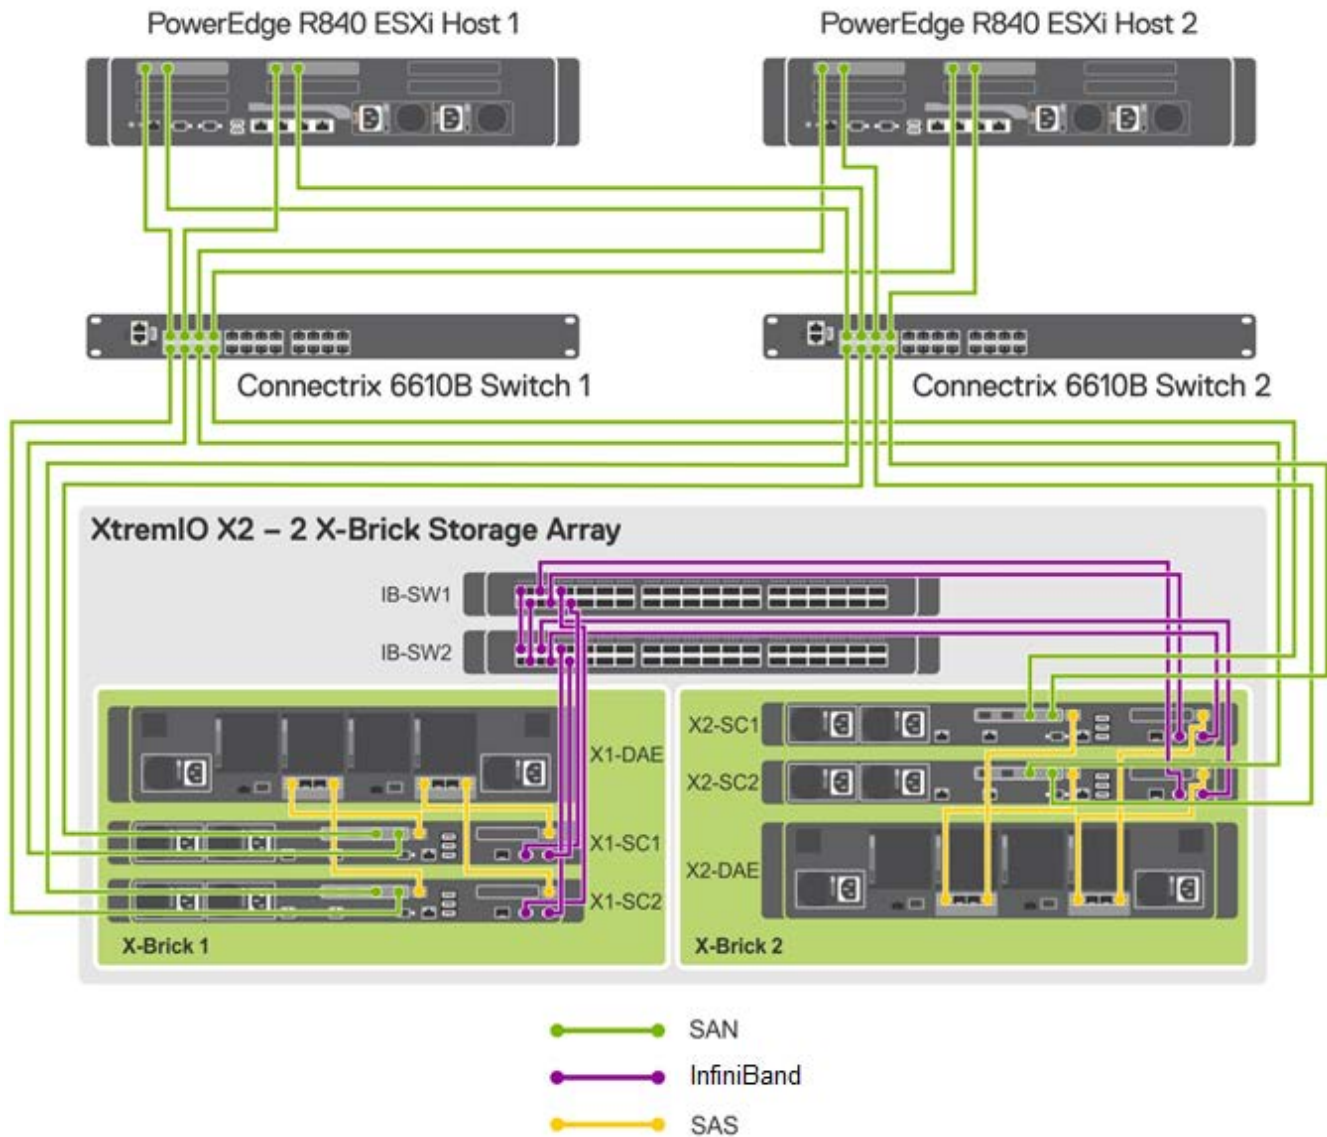 PowerEdge R840 ESXi Host 1
PowerEdge R840 ESXi Host 2
Connectrix 6610B Switch 1
Connectrix 6610B Switch 2
XtremIO X2 – 2 X-Brick Storage Array
IB-SW1
IB-SW2
X1-DAE
X1-SC1
X1-SC2
X-Brick 1
X2-SC1
X2-SC2
X2-DAE
X-Brick 2
SAN
InfiniBand
SAS